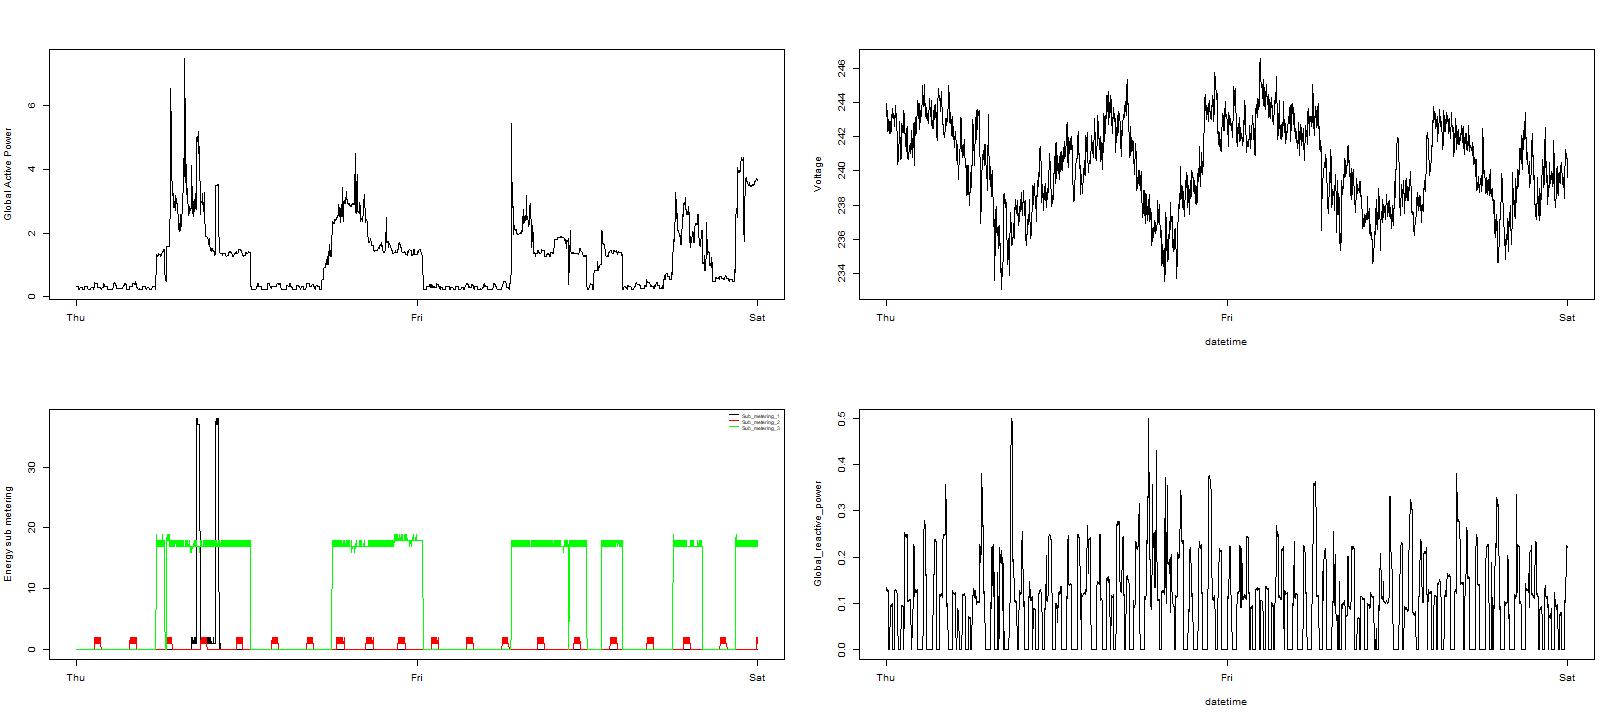 Global Active Power
0
2
4
6
Thu
Fri
Sat
Voltage
234
236
238
240
242
244
246
Thu
Fri
Sat
datetime
Energy sub metering
0
10
20
30
Sub_metering_1
Sub_metering_2
Sub_metering_3
Thu
Fri
Sat
Global_reactive_power
0.0
0.1
0.2
0.3
0.4
0.5
Thu
Fri
Sat
datetime